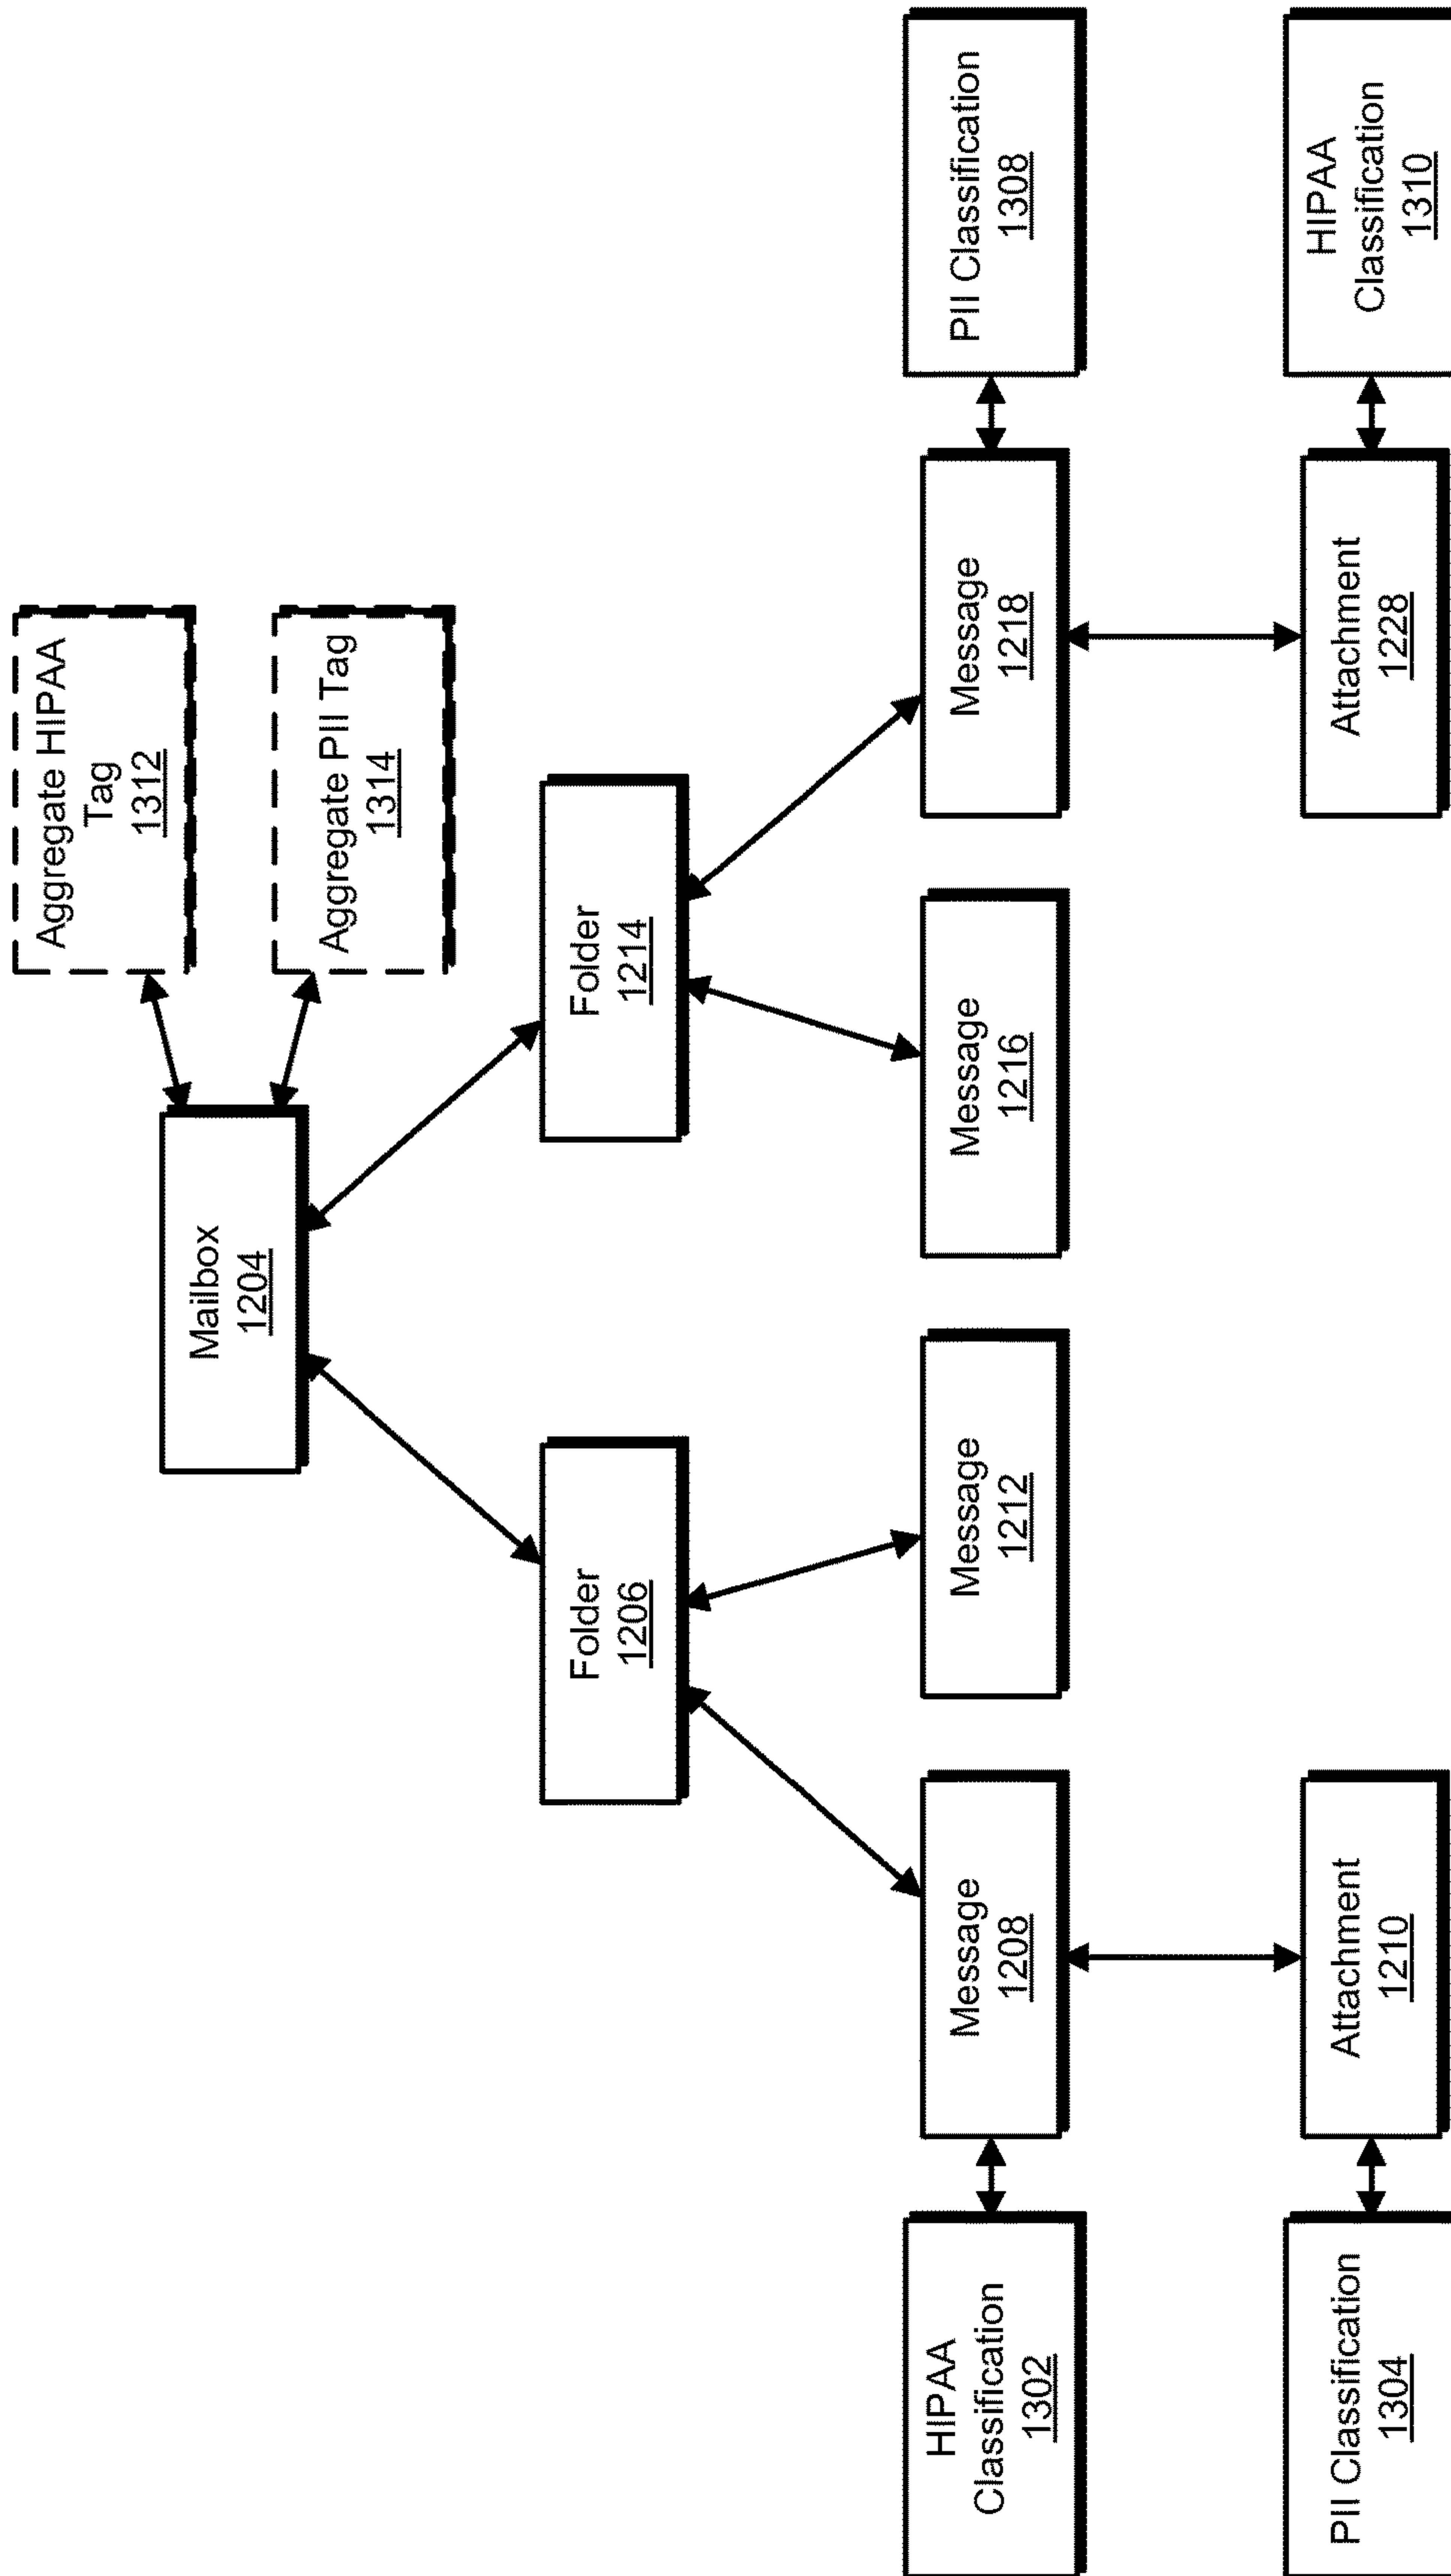 Aggregate HIPAA
Tag
1312
Mailbox
1204
Aggregate PII Tag
1314
Folder
1206
Folder
1214
HIPAA
Classification
1302
Message
1208
Message
1212
Message
1216
Message
1218
PII Classification
1308
PII Classification
1304
Attachment
1210
Attachment
1228
HIPAA
Classification
1310